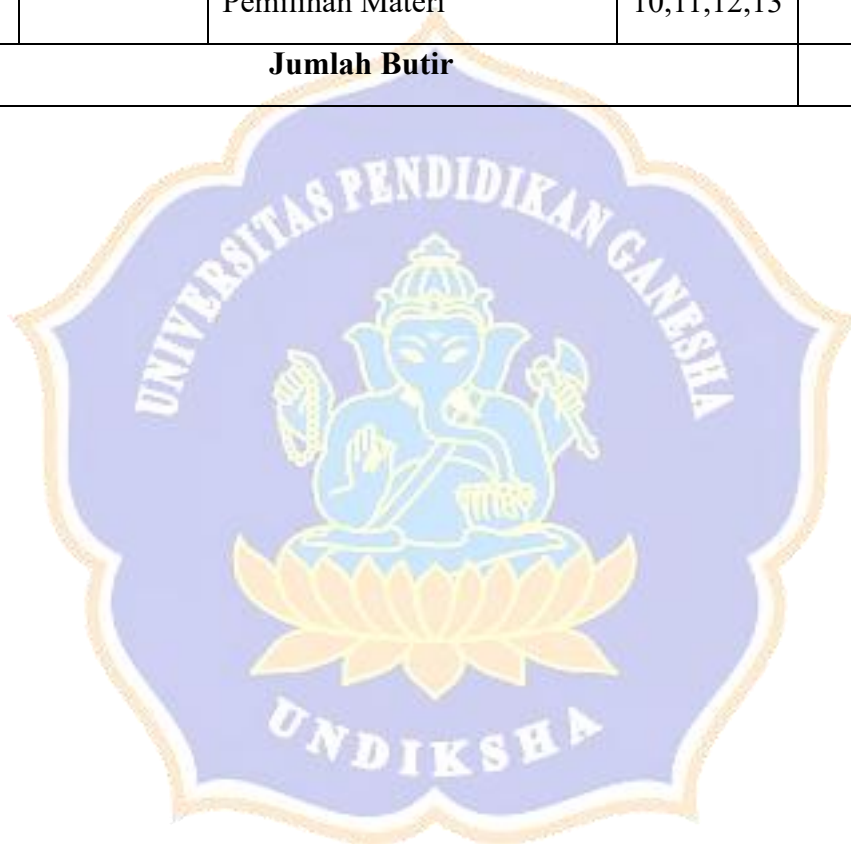 Pemilihan Materi 10,11,12,13
Jumlah Butir
UNIVERSITAS PENDIDIKAN GANESHA
UNDIKSHA